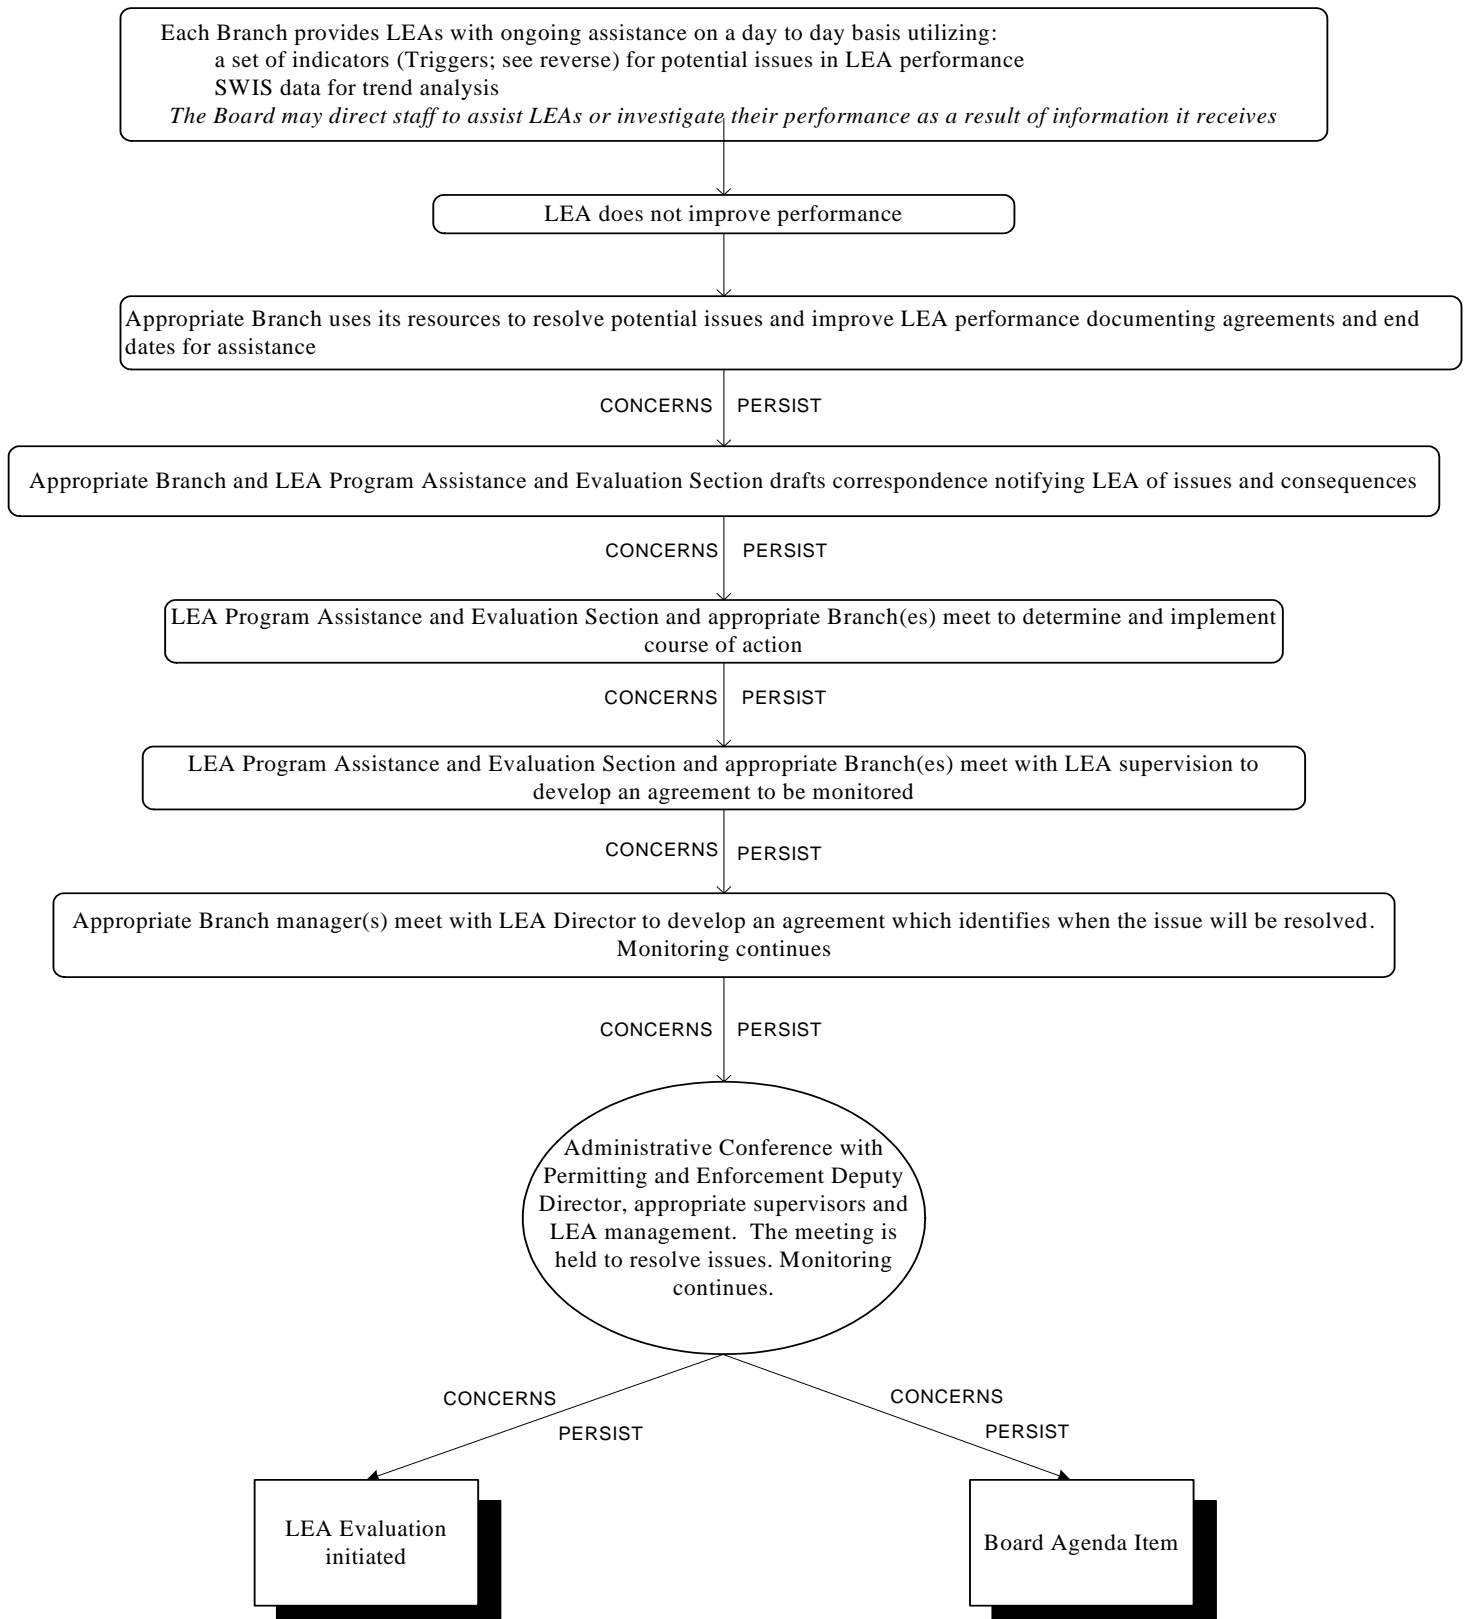 Each Branch provides LEAs with ongoing assistance on a day to day basis utilizing:
a set of indicators (Triggers; see reverse) for potential issues in LEA performance
SWIS data for trend analysis
The Board may direct staff to assist LEAs or investigate their performance as a result of information it receives
LEA does not improve performance
Appropriate Branch uses its resources to resolve potential issues and improve LEA performance documenting agreements and end
dates for assistance
CONCERNS PERSIST
Appropriate Branch and LEA Program Assistance and Evaluation Section drafts correspondence notifying LEA of issues and consequences
CONCERNS PERSIST
LEA Program Assistance and Evaluation Section and appropriate Branch(es) meet to determine and implement
course of action
CONCERNS PERSIST
LEA Program Assistance and Evaluation Section and appropriate Branch(es) meet with LEA supervision to
develop an agreement to be monitored
CONCERNS PERSIST
Appropriate Branch manager(s) meet with LEA Director to develop an agreement which identifies when the issue will be resolved.
Monitoring continues
CONCERNS PERSIST
Administrative Conference with
Permitting and Enforcement Deputy
Director, appropriate supervisors and
LEA management.  The meeting is
held to resolve issues. Monitoring
continues.
CONCERNS
PERSIST
CONCERNS
PERSIST
LEA Evaluation
initiated
Board Agenda Item